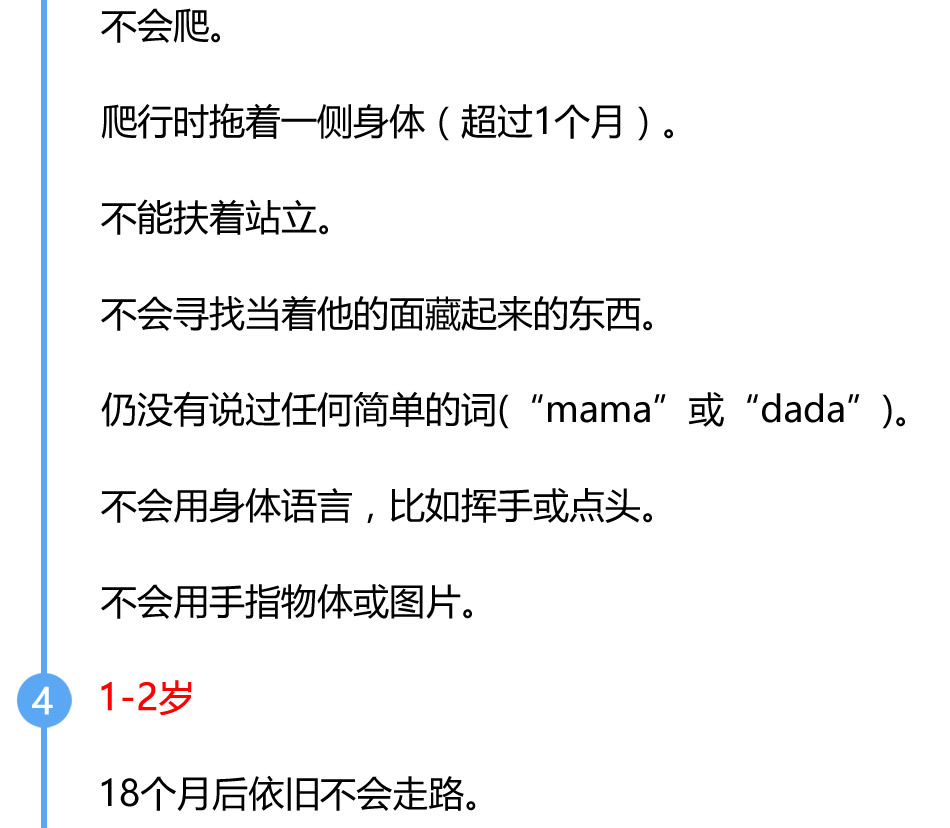 不会爬。
爬行时拖着一侧身体（超过1个月）。
不能扶着站立。
不会寻找当着他的面藏起来的东西。
仍没有说过任何简单的词(“mama”或“dada”)。
不会用身体语言，比如挥手或点头。
不会用手指物体或图片。
4 1-2岁
18个月后依旧不会走路。